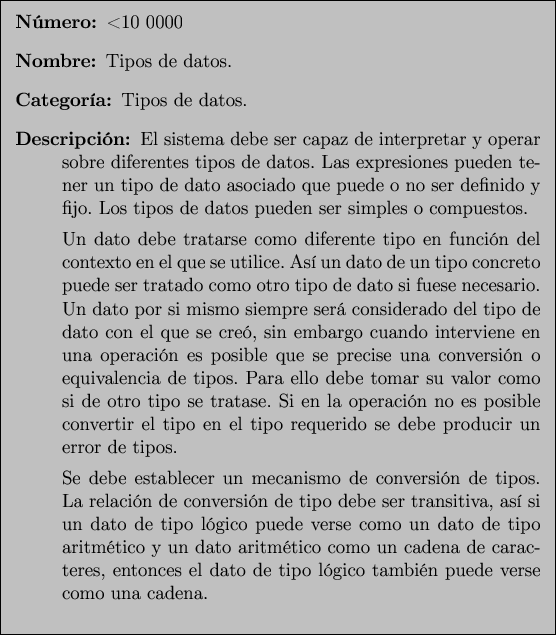 Número: <10 0000
Nombre: Tipos de datos.
Categoría: Tipos de datos.
Descripción: El sistema debe ser capaz de interpretar y operar
sobre diferentes tipos de datos. Las expresiones pueden te-
ner un tipo de dato asociado que puede o no ser definido y
fijo. Los tipos de datos pueden ser simples o compuestos.
Un dato debe tratarse como diferente tipo en función del
contexto en el que se utilice. Así un dato de un tipo concreto
puede ser tratado como otro tipo de dato si fuese necesario.
Un dato por si mismo siempre será considerado del tipo de
dato con el que se creó, sin embargo cuando interviene en
una operación es posible que se precise una conversión o
equivalencia de tipos. Para ello debe tomar su valor como
si de otro tipo se tratase. Si en la operación no es posible
convertir el tipo en el tipo requerido se debe producir un
error de tipos.
Se debe establecer un mecanismo de conversión de tipos.
La relación de conversión de tipo debe ser transitiva, así si
un dato de tipo lógico puede verse como un dato de tipo
aritmético y un dato aritmético como un cadena de carac-
teres, entonces el dato de tipo lógico también puede verse
como una cadena.